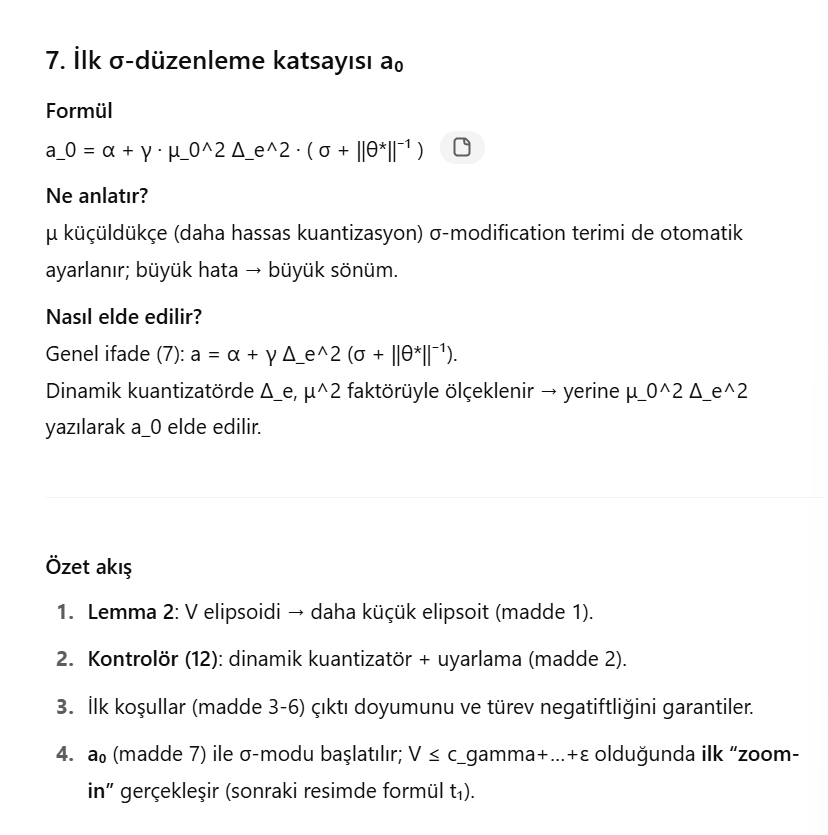 7. İlk σ-düzenleme katsayısı a₀
Formül
a_0 = α + γ · μ_0^2 Δ_e^2 · ( σ + ||θ*||⁻¹ )
Ne anlatır?
μ küçüldükçe (daha hassas kuantizasyon) σ-modification terimi de otomatik
ayarlanır; büyük hata → büyük sönüm.
Nasıl elde edilir?
Genel ifade (7): a = α + γ Δ_e^2 (σ + ||θ*||⁻¹).
Dinamik kuantizatörde Δ_e, μ^2 faktörüyle ölçeklenir → yerine μ_0^2 Δ_e^2
yazılarak a_0 elde edilir.
Özet akış
1. Lemma 2: V elipsoidi → daha küçük elipsoit (madde 1).
2. Kontrolör (12): dinamik kuantizatör + uyarlama (madde 2).
3. İlk koşullar (madde 3-6) çıktı doyumunu ve türev negatiftliğini garantiler.
4. a₀ (madde 7) ile σ-modu başlatılır; V ≤ c_gamma+…+ε olduğunda ilk “zoom-
in” gerçekleşir (sonraki resimde formül t₁).